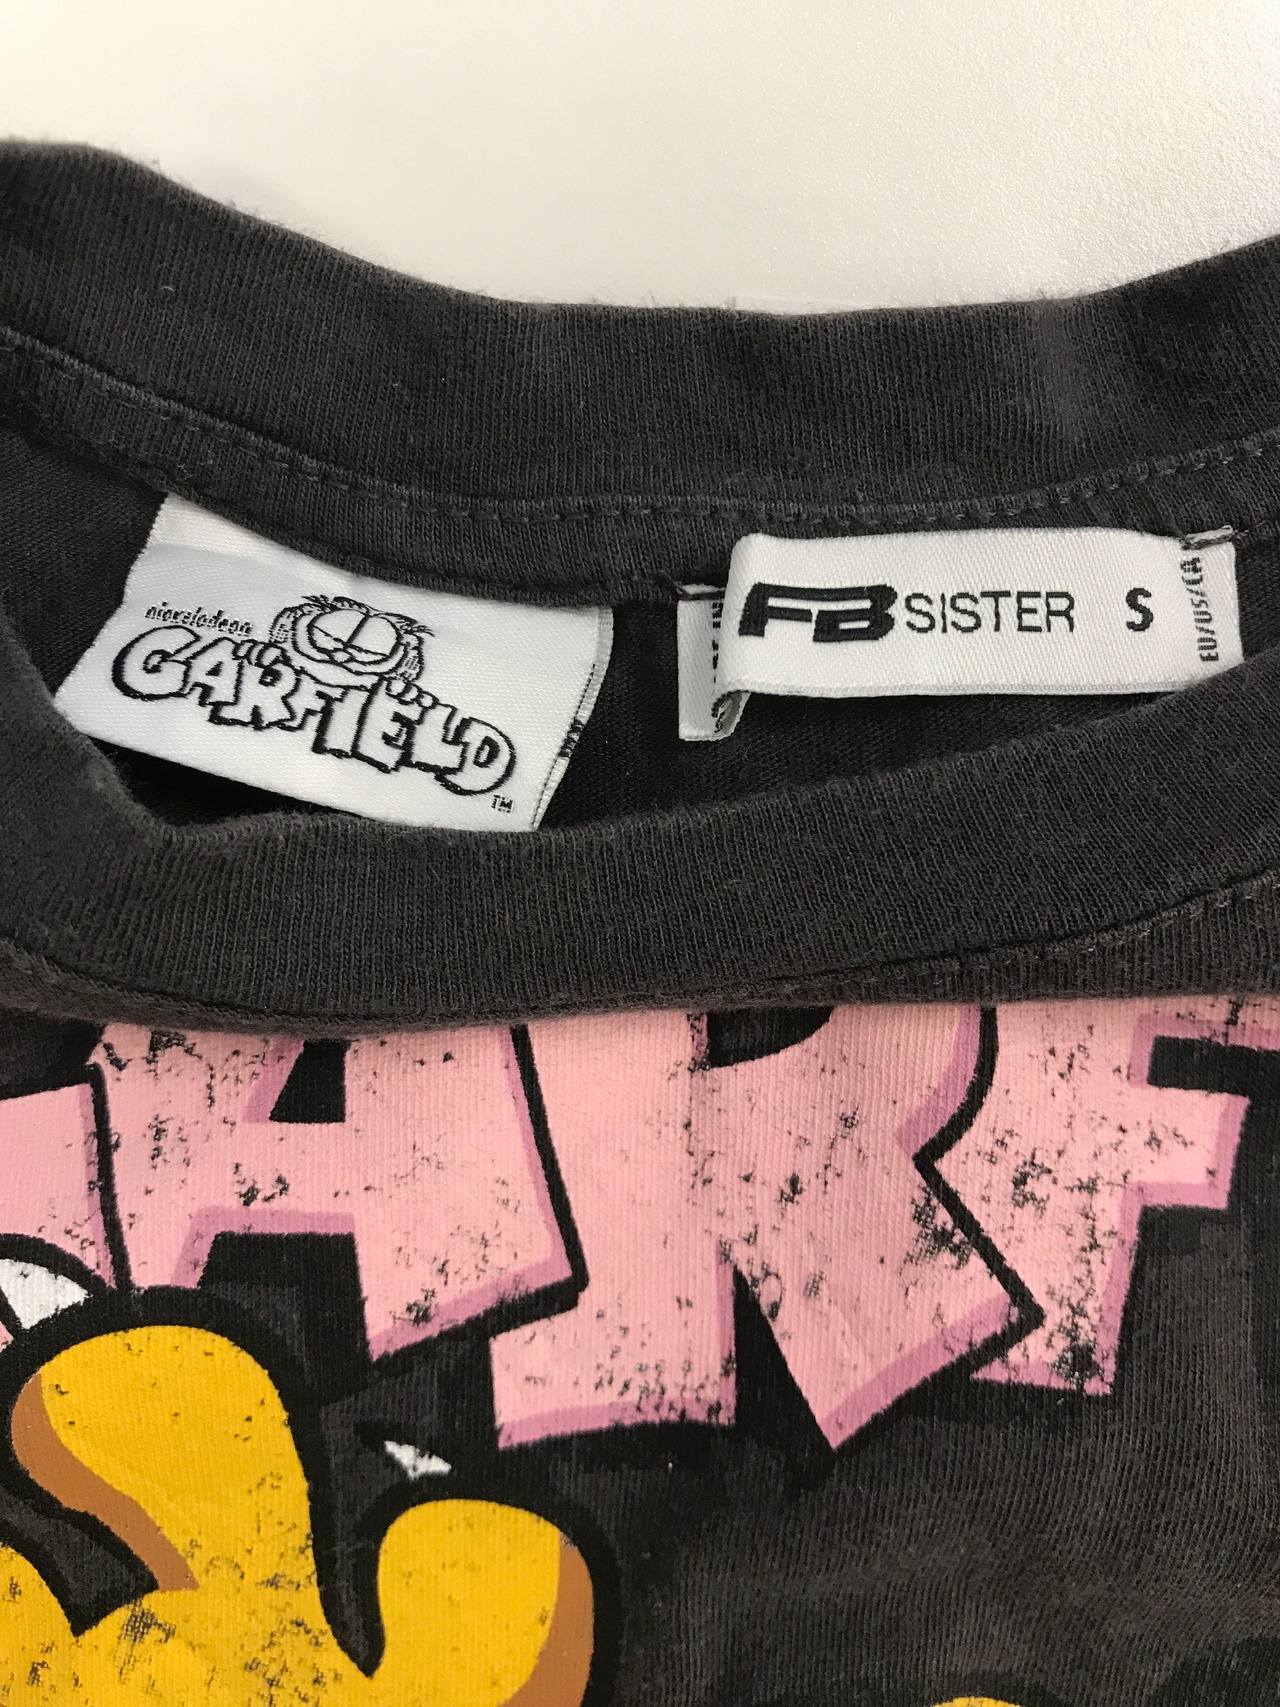 nickelodeon
GARFIELD
TM
FB SISTER S
EU/US/CA
ARF